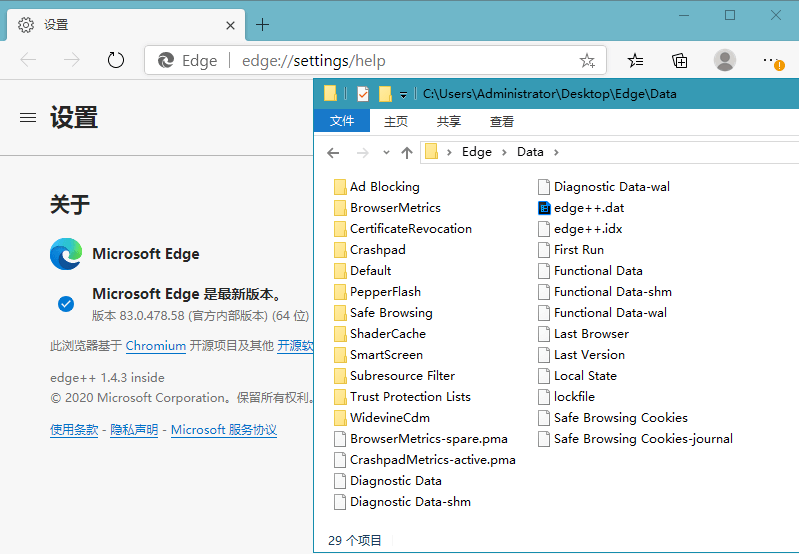 设置
Edge
edge://settings/help
设置
关于
Microsoft Edge
Microsoft Edge 是最新版本。
版本 83.0.478.58 (官方内部版本) (64 位)
此浏览器基于 Chromium 开源项目及其他 开源软
edge++ 1.4.3 inside
© 2020 Microsoft Corporation。保留所有权利。
使用条款 - 隐私声明 - Microsoft 服务协议
C:\Users\Administrator\Desktop\Edge\Data
文件 主页 共享 查看
Edge › Data ›
Ad Blocking
BrowserMetrics
CertificateRevocation
Crashpad
Default
PepperFlash
Safe Browsing
ShaderCache
SmartScreen
Subresource Filter
Trust Protection Lists
WidevineCdm
BrowserMetrics-spare.pma
CrashpadMetrics-active.pma
Diagnostic Data
Diagnostic Data-shm
Diagnostic Data-wal
edge++.dat
edge++.idx
First Run
Functional Data
Functional Data-shm
Functional Data-wal
Last Browser
Last Version
Local State
lockfile
Safe Browsing Cookies
Safe Browsing Cookies-journal
29 个项目